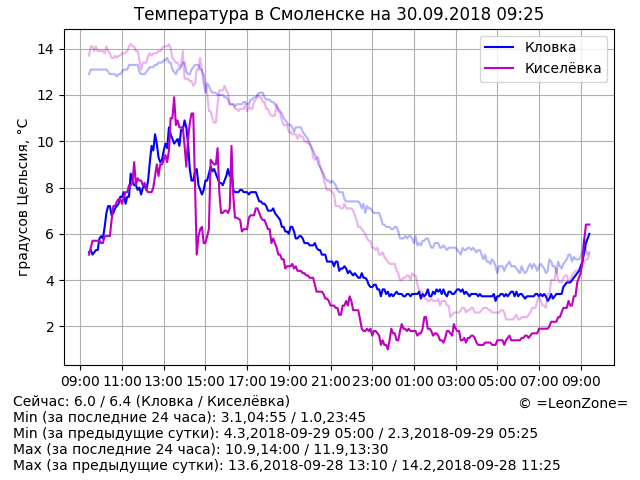 Температура в Смоленске на 30.09.2018 09:25
градусов Цельсия, °C
14
12
10
8
6
4
2
Кловка
Киселёвка
09:00 11:00 13:00 15:00 17:00 19:00 21:00 23:00 01:00 03:00 05:00 07:00 09:00
Сейчас: 6.0 / 6.4 (Кловка / Киселёвка)
© =LeonZone=
Min (за последние 24 часа): 3.1,04:55 / 1.0,23:45
Min (за предыдущие сутки): 4.3,2018-09-29 05:00 / 2.3,2018-09-29 05:25
Max (за последние 24 часа): 10.9,14:00 / 11.9,13:30
Max (за предыдущие сутки): 13.6,2018-09-28 13:10 / 14.2,2018-09-28 11:25